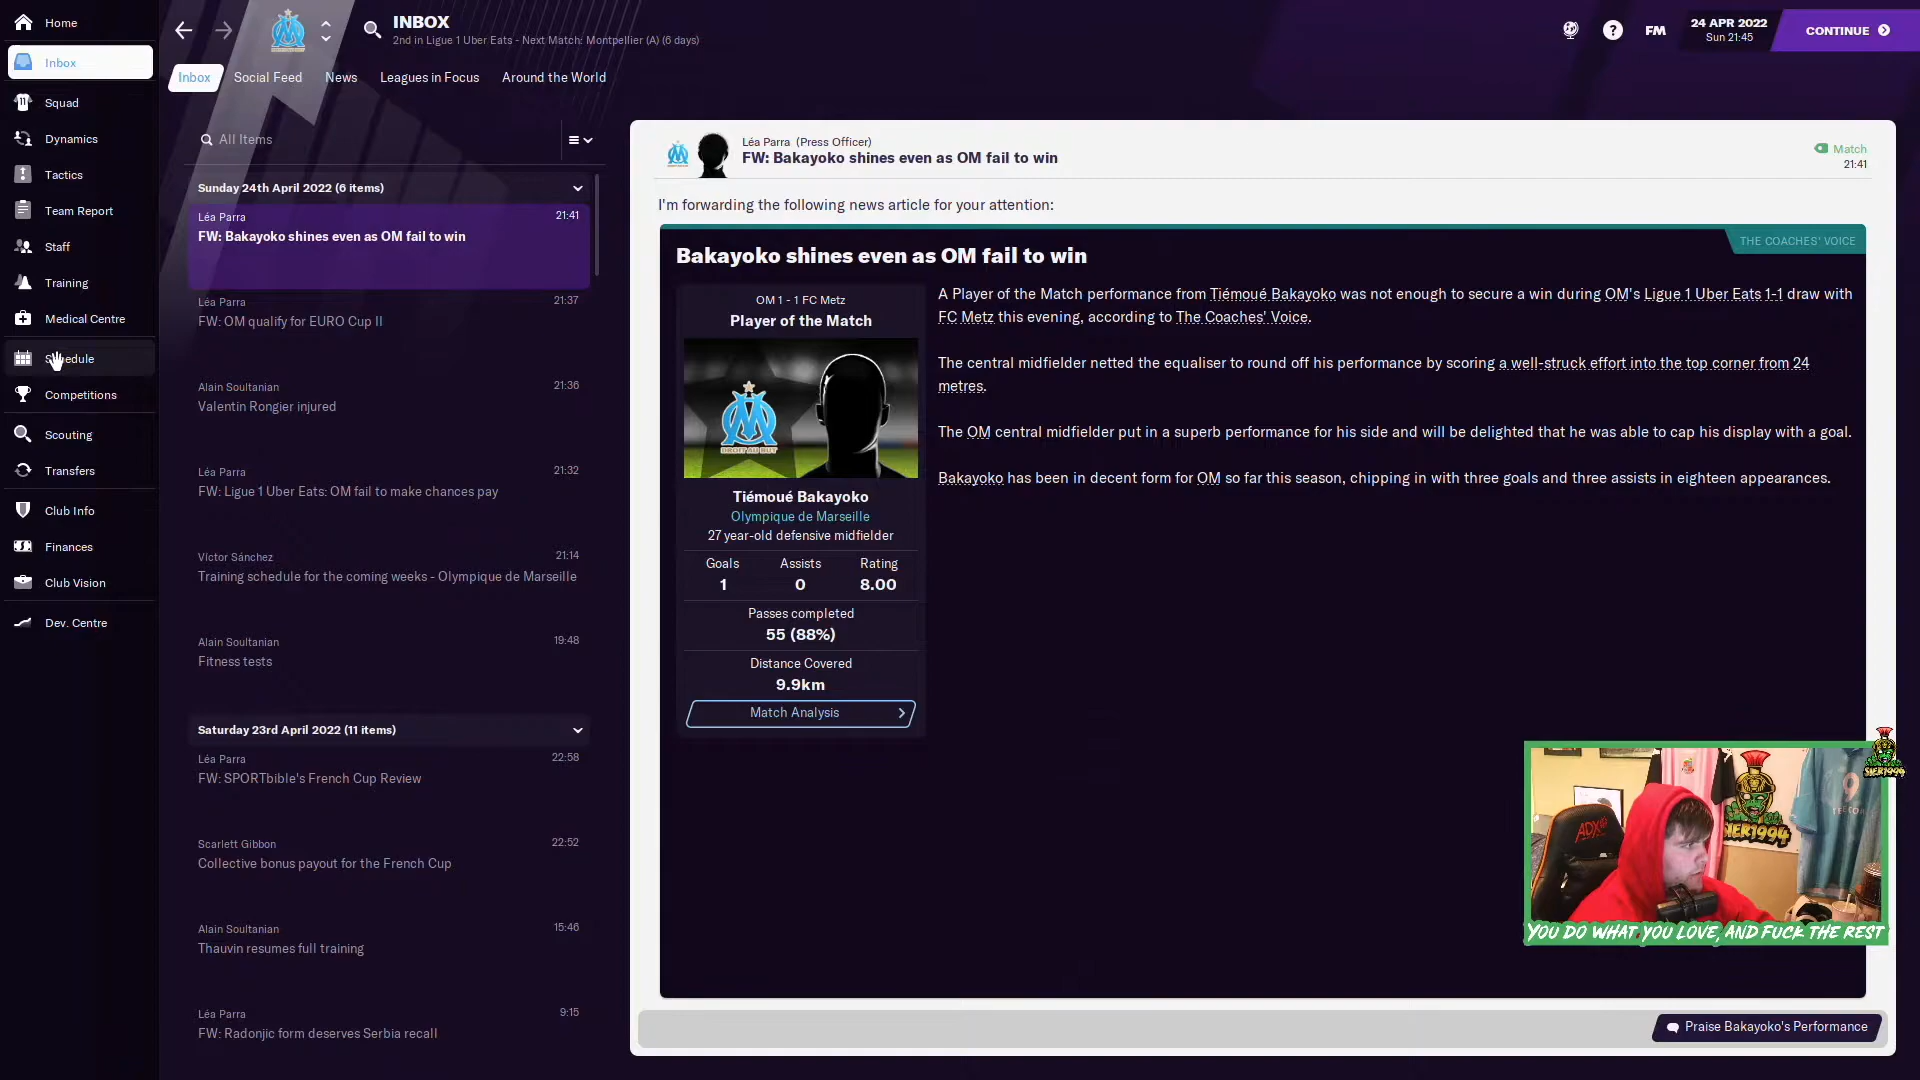 Home
Inbox
Squad
Dynamics
Tactics
Team Report
Staff
Training
Medical Centre
Schedule
Competitions
Scouting
Transfers
Club Info
Finances
Club Vision
Dev. Centre
INBOX
2nd in Ligue 1 Uber Eats - Next Match: Montpellier (A) (6 days)
FM
24 APR 2022
Sun 21:45
CONTINUE
Inbox
Social Feed
News
Leagues in Focus
Around the World
All Items
Sunday 24th April 2022 (6 items)
Léa Parra 21:41
FW: Bakayoko shines even as OM fail to win
Léa Parra 21:37
FW: OM qualify for EURO Cup II
Alain Soultanian 21:36
Valentin Rongier injured
Léa Parra 21:32
FW: Ligue 1 Uber Eats: OM fail to make chances pay
Víctor Sánchez 21:14
Training schedule for the coming weeks - Olympique de Marseille
Alain Soultanian 19:48
Fitness tests
Saturday 23rd April 2022 (11 items)
Léa Parra 22:58
FW: SPORTbible's French Cup Review
Scarlett Gibbon 22:52
Collective bonus payout for the French Cup
Alain Soultanian 15:46
Thauvin resumes full training
Léa Parra 9:15
FW: Radonjic form deserves Serbia recall
Léa Parra (Press Officer)
FW: Bakayoko shines even as OM fail to win
Match
21:41
I'm forwarding the following news article for your attention:
THE COACHES' VOICE
Bakayoko shines even as OM fail to win
OM 1 - 1 FC Metz
Player of the Match
DROIT AU BUT
Tiémoué Bakayoko
Olympique de Marseille
27 year-old defensive midfielder
Goals Assists Rating
1 0 8.00
Passes completed
55 (88%)
Distance Covered
9.9km
Match Analysis
A Player of the Match performance from Tiémoué Bakayoko was not enough to secure a win during OM's Ligue 1 Uber Eats 1-1 draw with
FC Metz this evening, according to The Coaches' Voice.
The central midfielder netted the equaliser to round off his performance by scoring a well-struck effort into the top corner from 24
metres.
The OM central midfielder put in a superb performance for his side and will be delighted that he was able to cap his display with a goal.
Bakayoko has been in decent form for OM so far this season, chipping in with three goals and three assists in eighteen appearances.
SIER1994
ADX
SIER1994
9
YOU DO WHAT YOU LOVE, AND FUCK THE REST
Praise Bakayoko's Performance